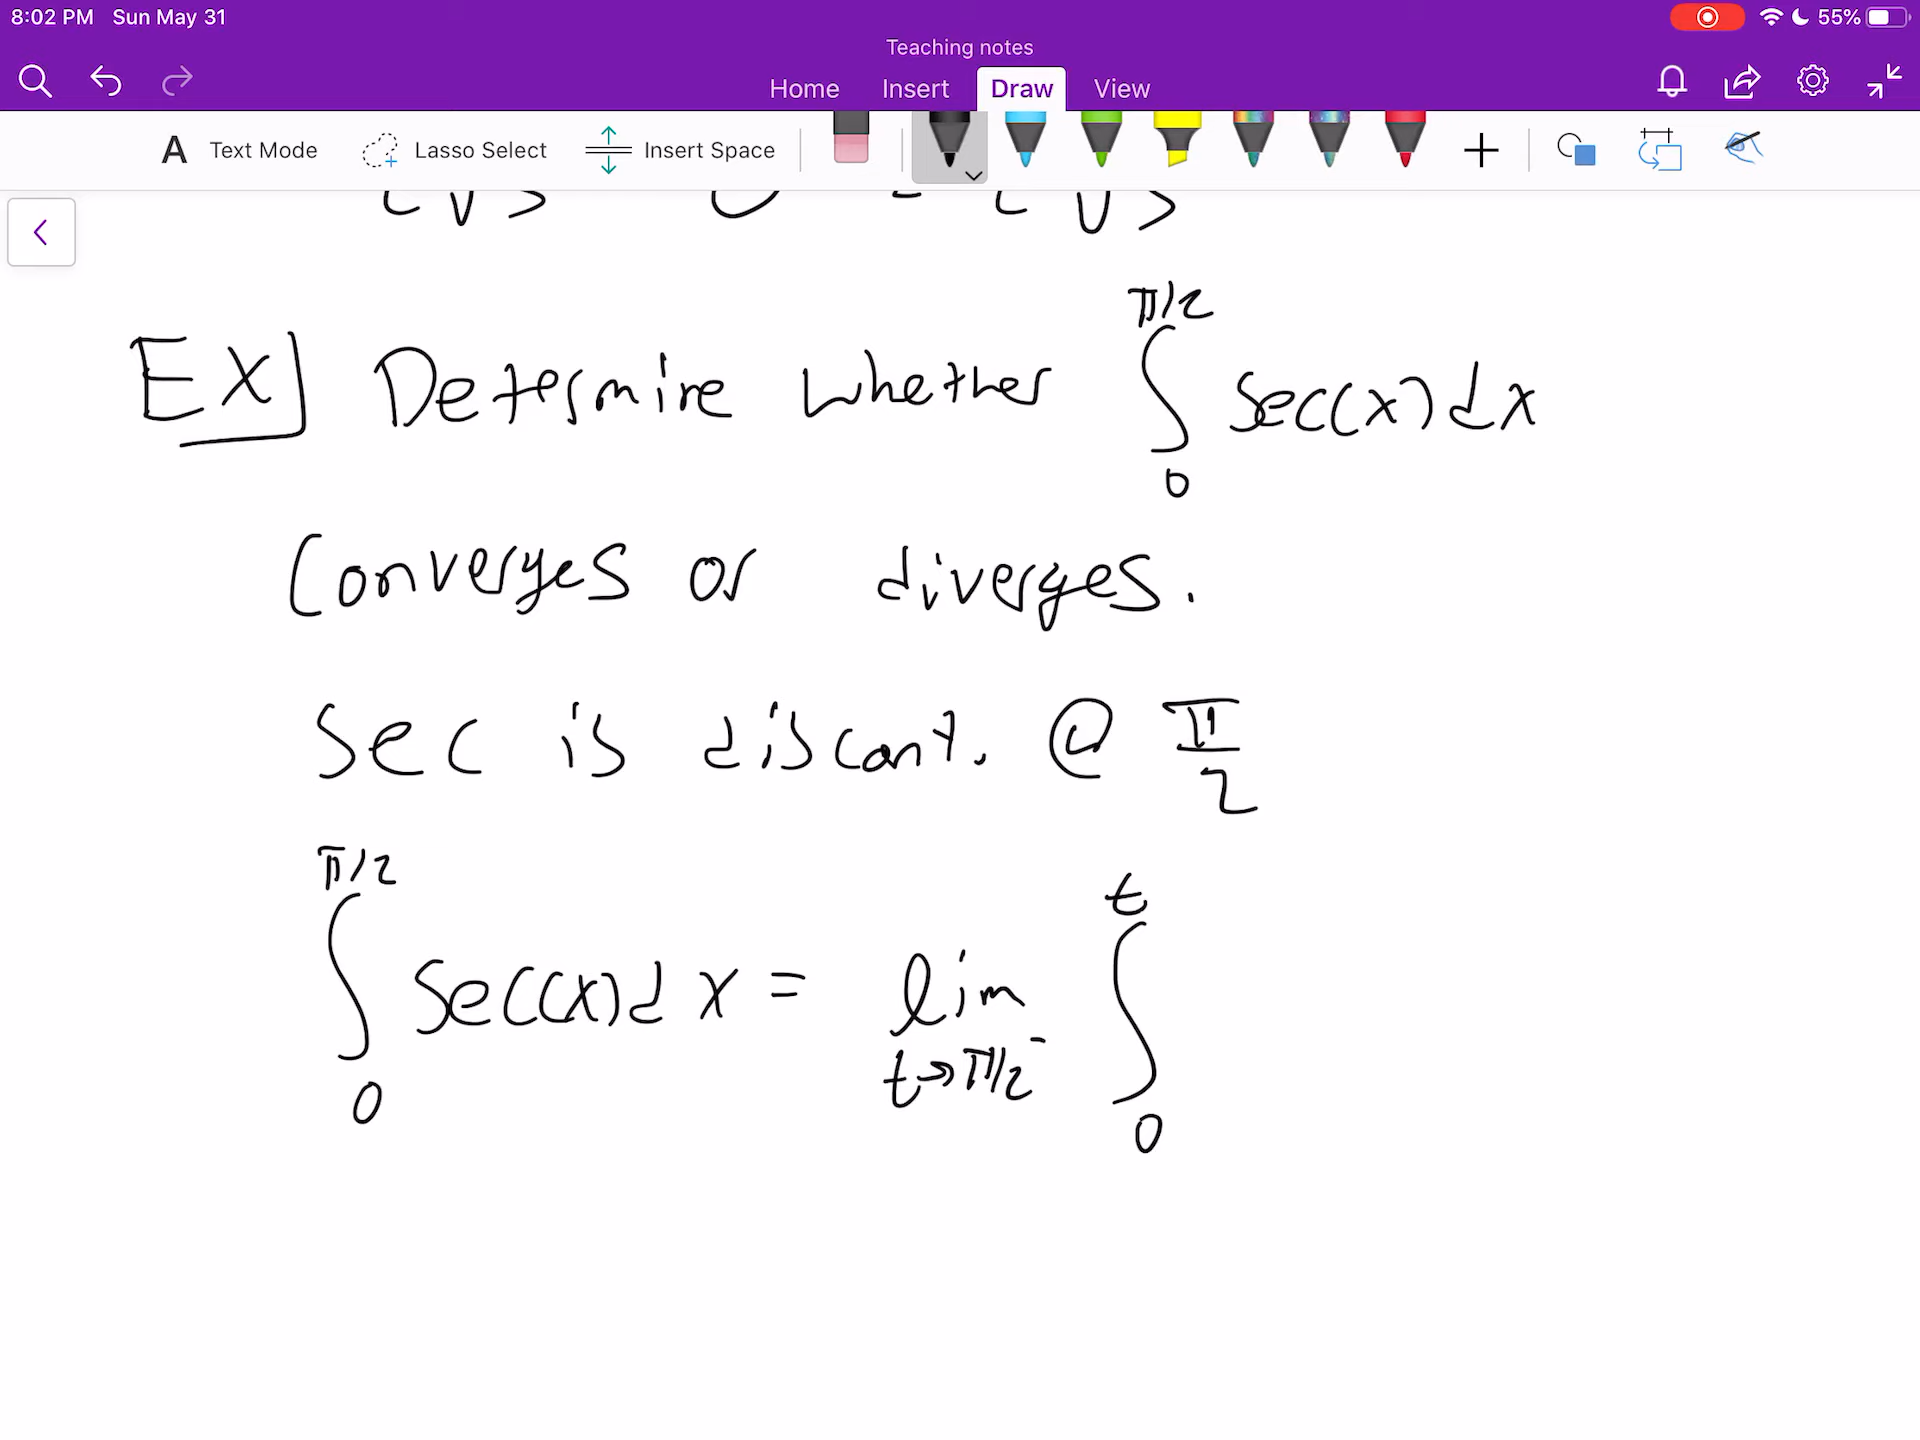 8:02 PM Sun May 31 55%
Teaching notes
Home Insert Draw View
Text Mode Lasso Select Insert Space
Ex] Determine whether ∫₀^{π/2} sec(x) dx
converges or diverges.
Sec is discont. @ π/2
∫₀^{π/2} sec(x) dx = lim_{t→π/2⁻} ∫₀^t